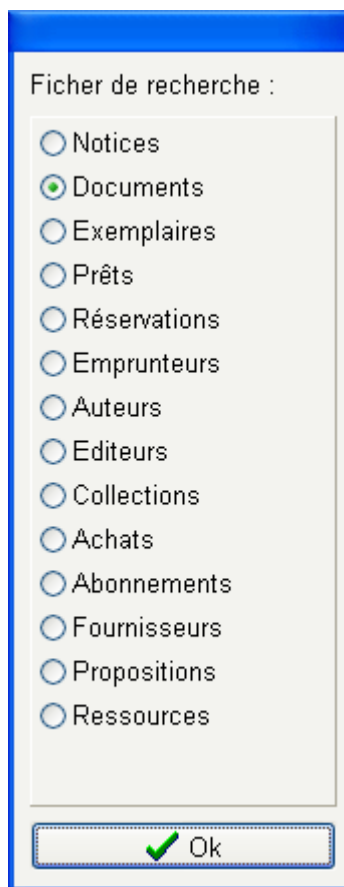 Ficher de recherche :
Notices
Documents
Exemplaires
Prêts
Réservations
Emprunteurs
Auteurs
Editeurs
Collections
Achats
Abonnements
Fournisseurs
Propositions
Ressources
Ok